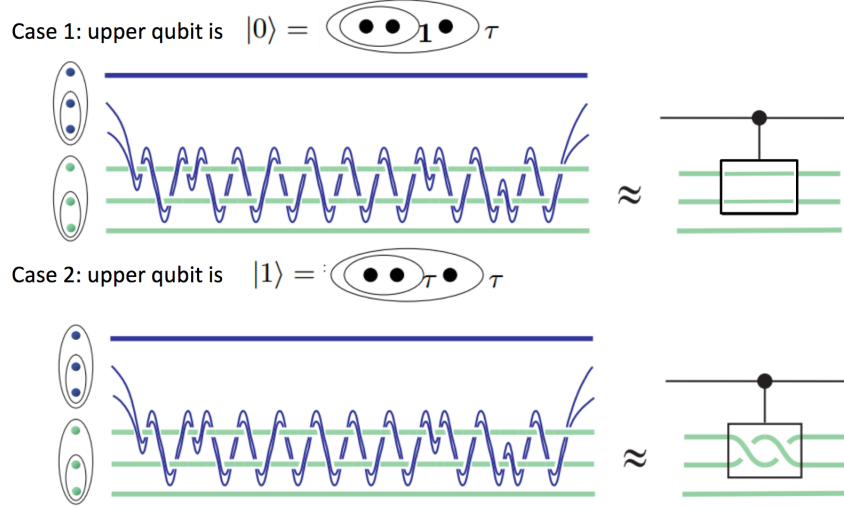 Case 1: upper qubit is |0⟩ = 1 τ
≈
Case 2: upper qubit is |1⟩ = : τ τ
≈